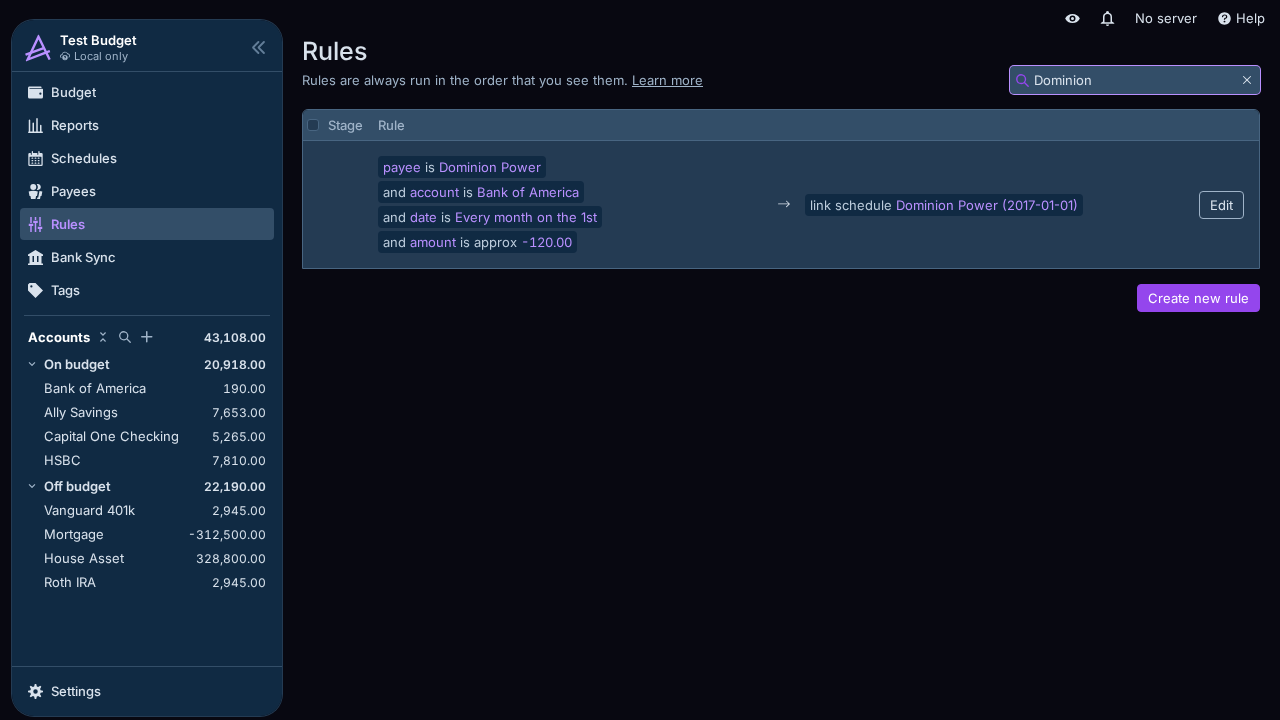 No server
Help
Test Budget
Local only
Budget
Reports
Schedules
Payees
Rules
Bank Sync
Tags
Accounts 43,108.00
On budget 20,918.00
Bank of America 190.00
Ally Savings 7,653.00
Capital One Checking 5,265.00
HSBC 7,810.00
Off budget 22,190.00
Vanguard 401k 2,945.00
Mortgage -312,500.00
House Asset 328,800.00
Roth IRA 2,945.00
Settings
Rules
Rules are always run in the order that you see them. Learn more
Dominion
Stage Rule
payee is Dominion Power
and account is Bank of America
and date is Every month on the 1st
and amount is approx -120.00
→ link schedule Dominion Power (2017-01-01)
Edit
Create new rule